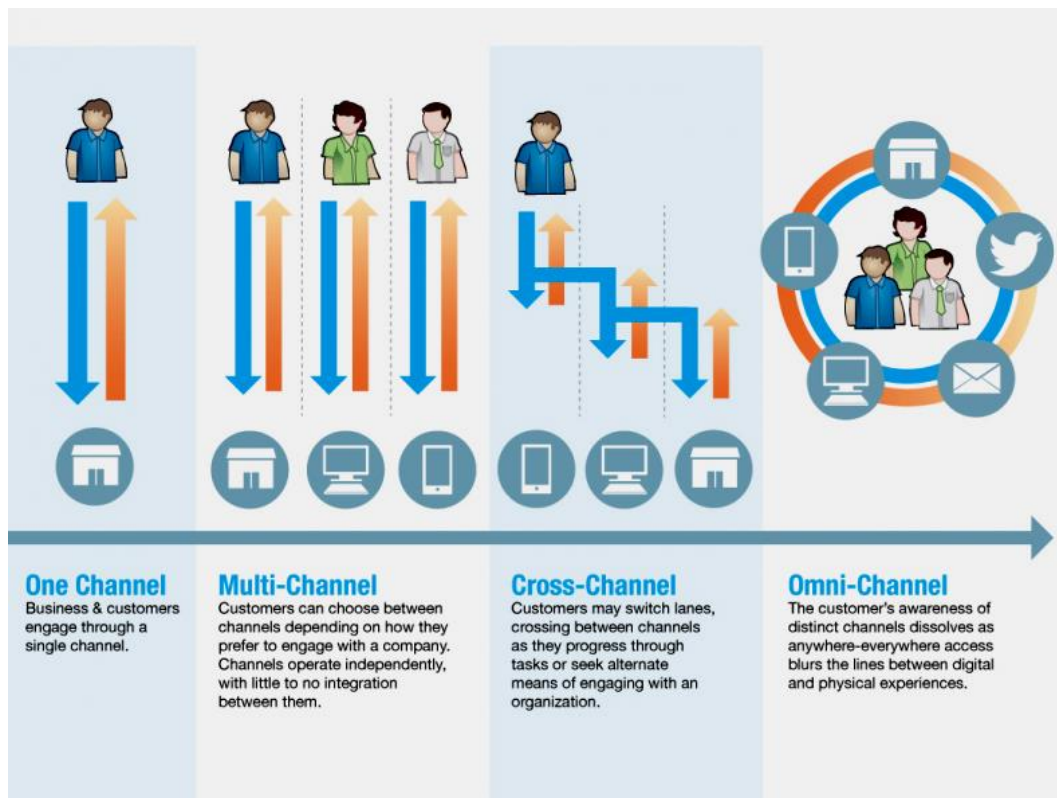 One Channel
Business & customers
engage through a
single channel.
Multi-Channel
Customers can choose between
channels depending on how they
prefer to engage with a company.
Channels operate independently,
with little to no integration
between them.
Cross-Channel
Customers may switch lanes,
crossing between channels
as they progress through
tasks or seek alternate
means of engaging with an
organization.
Omni-Channel
The customer's awareness of
distinct channels dissolves as
anywhere-everywhere access
blurs the lines between digital
and physical experiences.